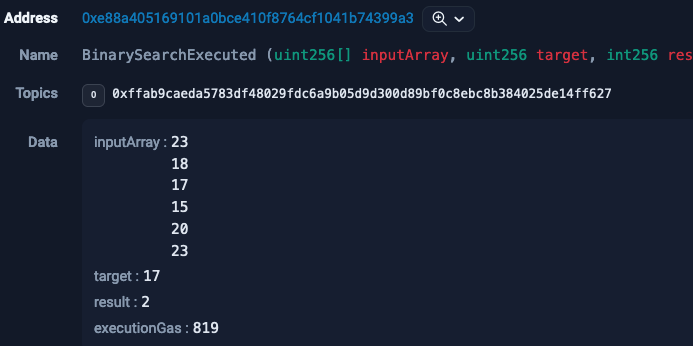 Address 0xe88a405169101a0bce410f8764cf1041b74399a3
Name BinarySearchExecuted (uint256[] inputArray, uint256 target, int256 res
Topics 0 0xffab9caeda5783df48029fdc6a9b05d9d300d89bf0c8ebc8b384025de14ff627
Data inputArray : 23
18
17
15
20
23
target : 17
result : 2
executionGas : 819